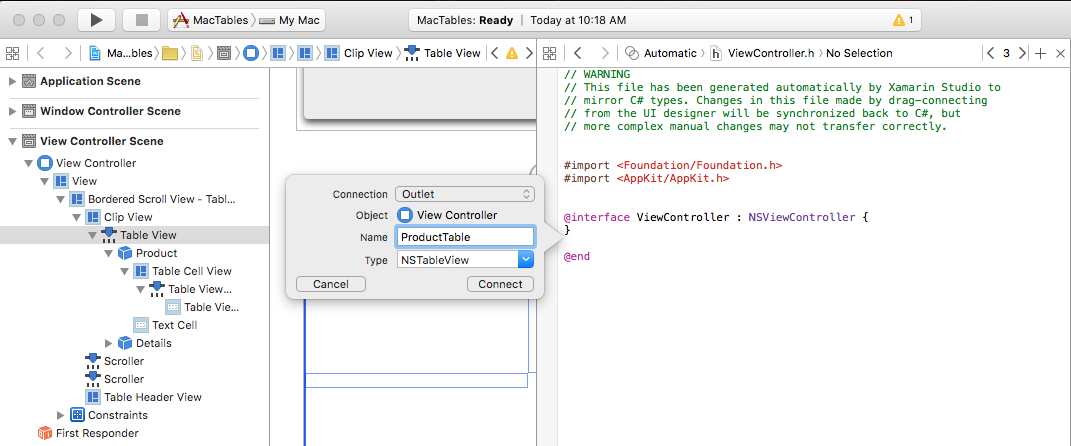 MacTables › My Mac
MacTables: Ready | Today at 10:18 AM
1
Ma...bles › Clip View › Table View
Automatic › ViewController.h › No Selection
3
Application Scene
Window Controller Scene
View Controller Scene
View Controller
View
Bordered Scroll View - Tabl...
Clip View
Table View
Product
Table Cell View
Table View...
Table Vie...
Text Cell
Details
Scroller
Scroller
Table Header View
Constraints
First Responder
Connection Outlet
Object View Controller
Name ProductTable
Type NSTableView
Cancel Connect
// WARNING
// This file has been generated automatically by Xamarin Studio to
// mirror C# types. Changes in this file made by drag-connecting
// from the UI designer will be synchronized back to C#, but
// more complex manual changes may not transfer correctly.
#import <Foundation/Foundation.h>
#import <AppKit/AppKit.h>
@interface ViewController : NSViewController {
}
@end